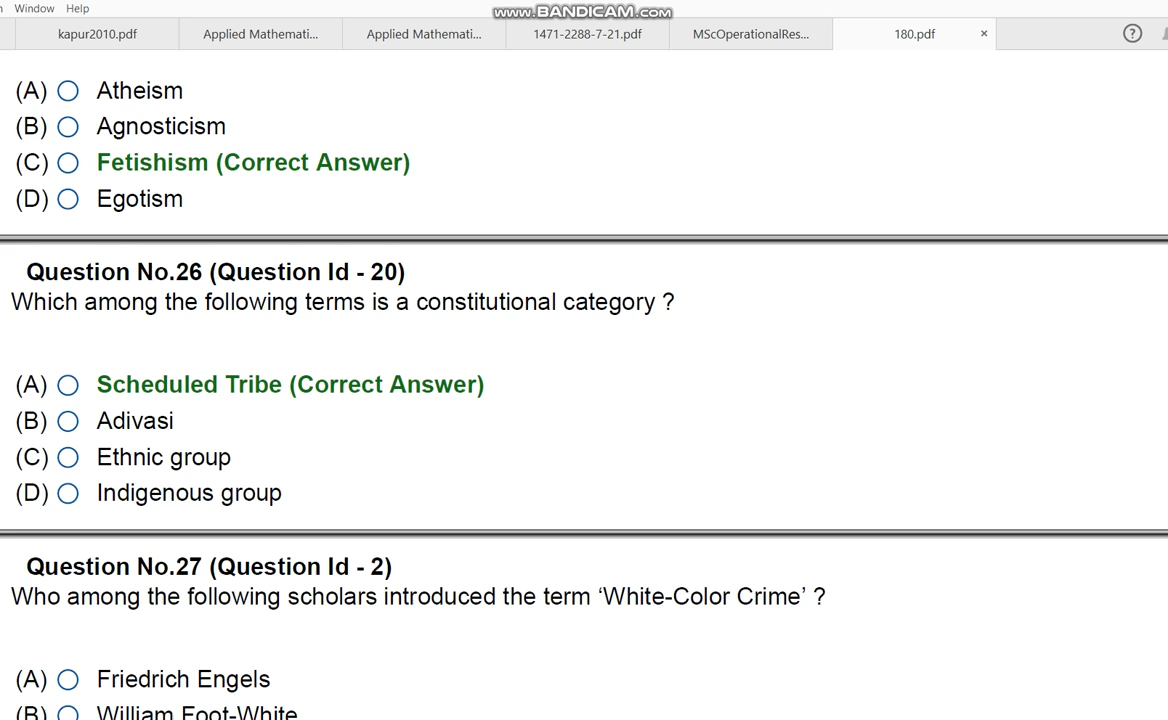 Window Help
www.BANDICAM.com
kapur2010.pdf Applied Mathemati... Applied Mathemati... 1471-2288-7-21.pdf MScOperationalRes... 180.pdf × ?
(A) Atheism
(B) Agnosticism
(C) Fetishism (Correct Answer)
(D) Egotism
Question No.26 (Question Id - 20)
Which among the following terms is a constitutional category ?
(A) Scheduled Tribe (Correct Answer)
(B) Adivasi
(C) Ethnic group
(D) Indigenous group
Question No.27 (Question Id - 2)
Who among the following scholars introduced the term ‘White-Color Crime’ ?
(A) Friedrich Engels
(B) William Foot-White